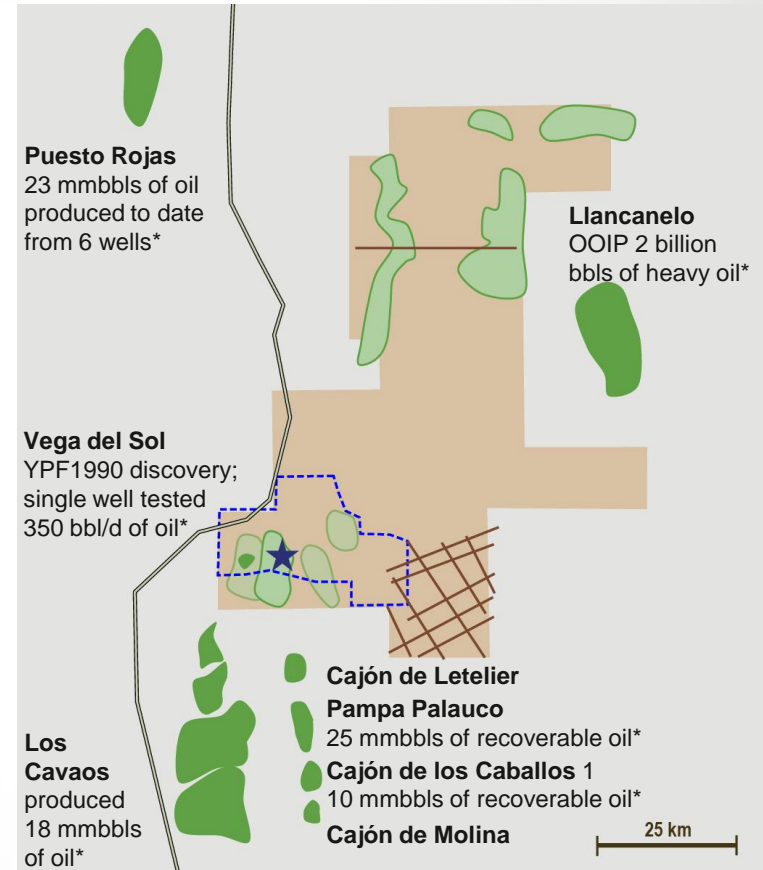 Puesto Rojas
23 mmbbls of oil
produced to date
from 6 wells*
Llancanelo
OOIP 2 billion
bbls of heavy oil*
Vega del Sol
YPF1990 discovery;
single well tested
350 bbl/d of oil*
Los
Cavaos
produced
18 mmbbls
of oil*
Cajón de Letelier
Pampa Palauco
25 mmbbls of recoverable oil*
Cajón de los Caballos 1
10 mmbbls of recoverable oil*
Cajón de Molina
25 km